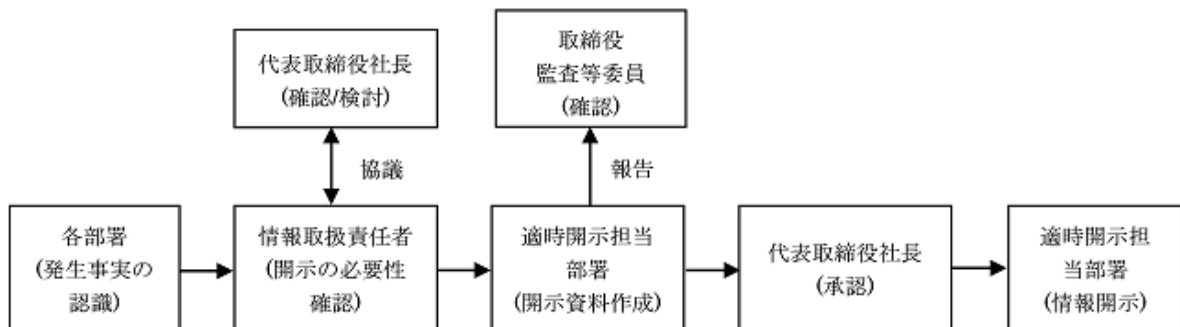 代表取締役社長
(確認/検討)
取締役
監査等委員
(確認)
協議
報告
各部署
(発生事実の
認識)
情報取扱責任者
(開示の必要性
確認)
適時開示担当
部署
(開示資料作成)
代表取締役社長
(承認)
適時開示担
当部署
(情報開示)